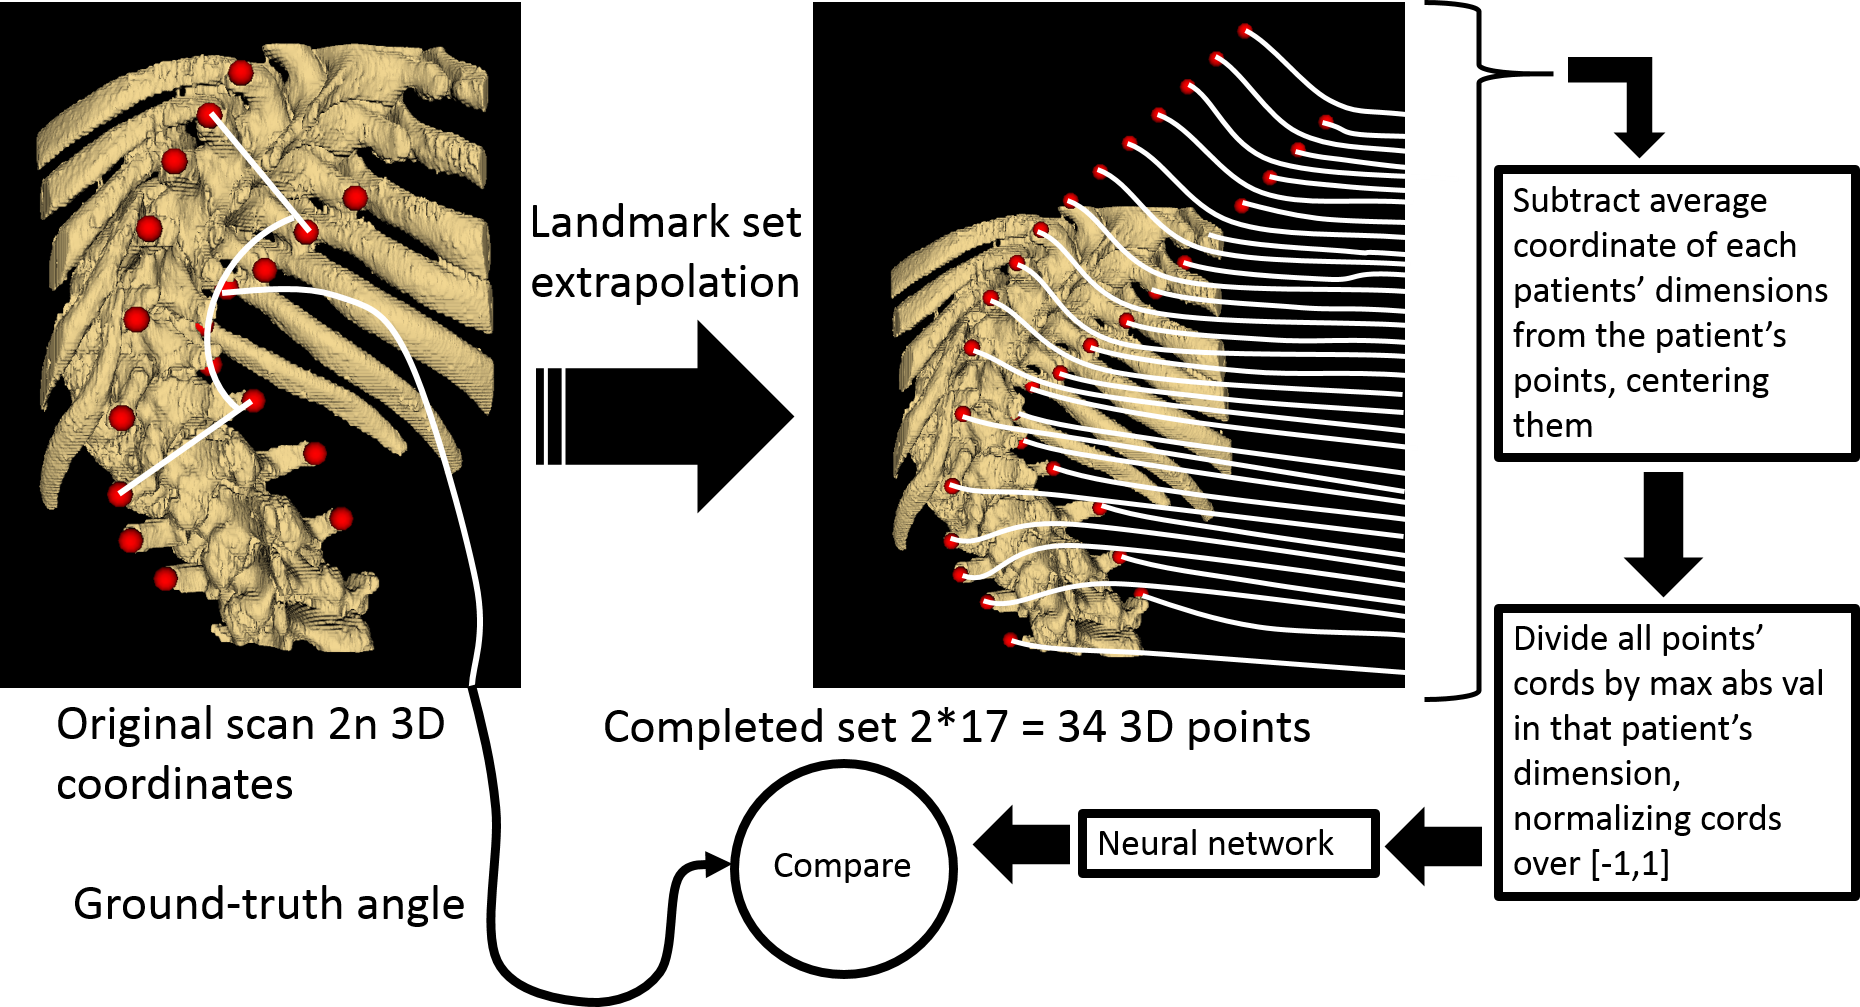 Landmark set
extrapolation
Subtract average
coordinate of each
patients’ dimensions
from the patient’s
points, centering
them
Divide all points’
cords by max abs val
in that patient’s
dimension,
normalizing cords
over [-1,1]
Original scan 2n 3D
coordinates
Completed set 2*17 = 34 3D points
Neural network
Compare
Ground-truth angle